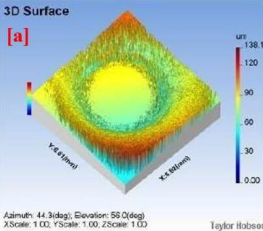 3D Surface
[a]
um
138.1
120
90
60
30
0.00
Azimuth: 44.3(deg); Elevation: 56.0(deg)
XScale: 1.00; YScale: 1.00; ZScale: 1.00
Taylor Hobson